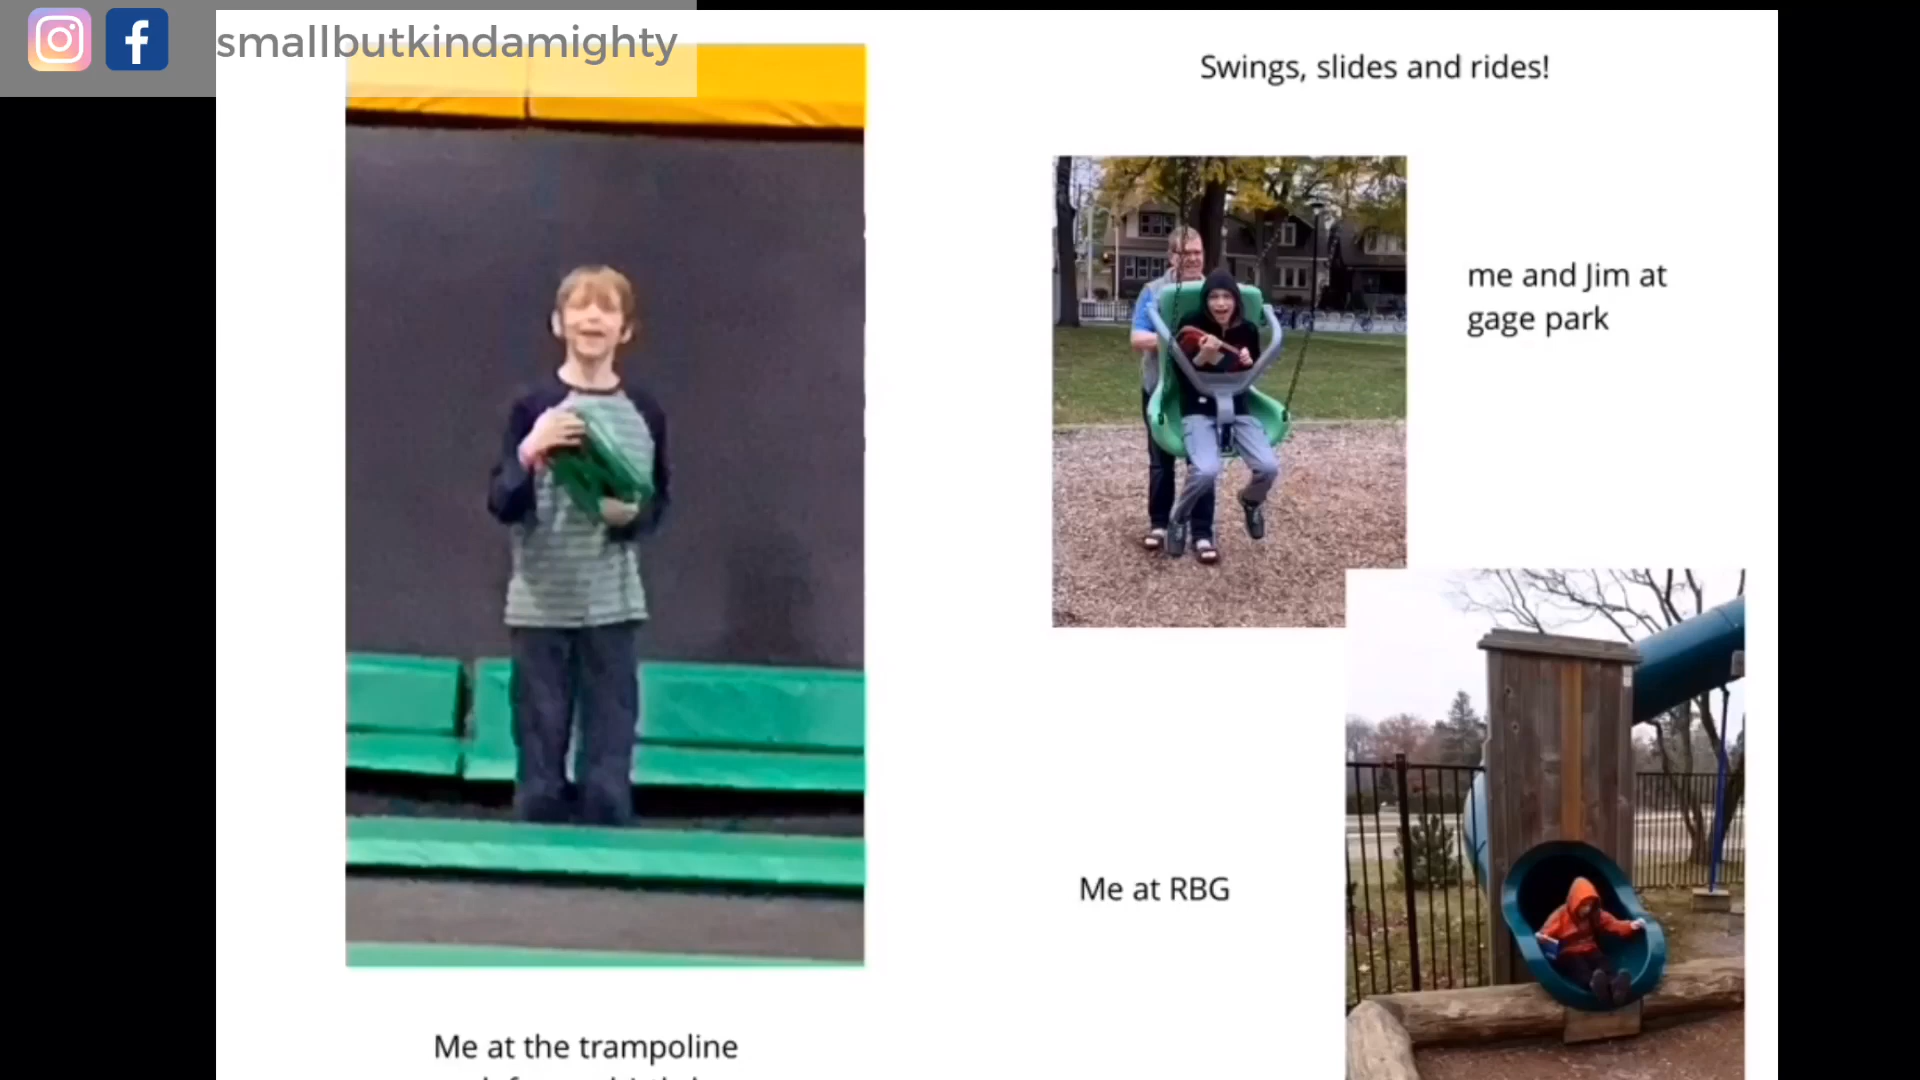 smallbutkindamighty
Swings, slides and rides!
me and Jim at
gage park
Me at RBG
Me at the trampoline